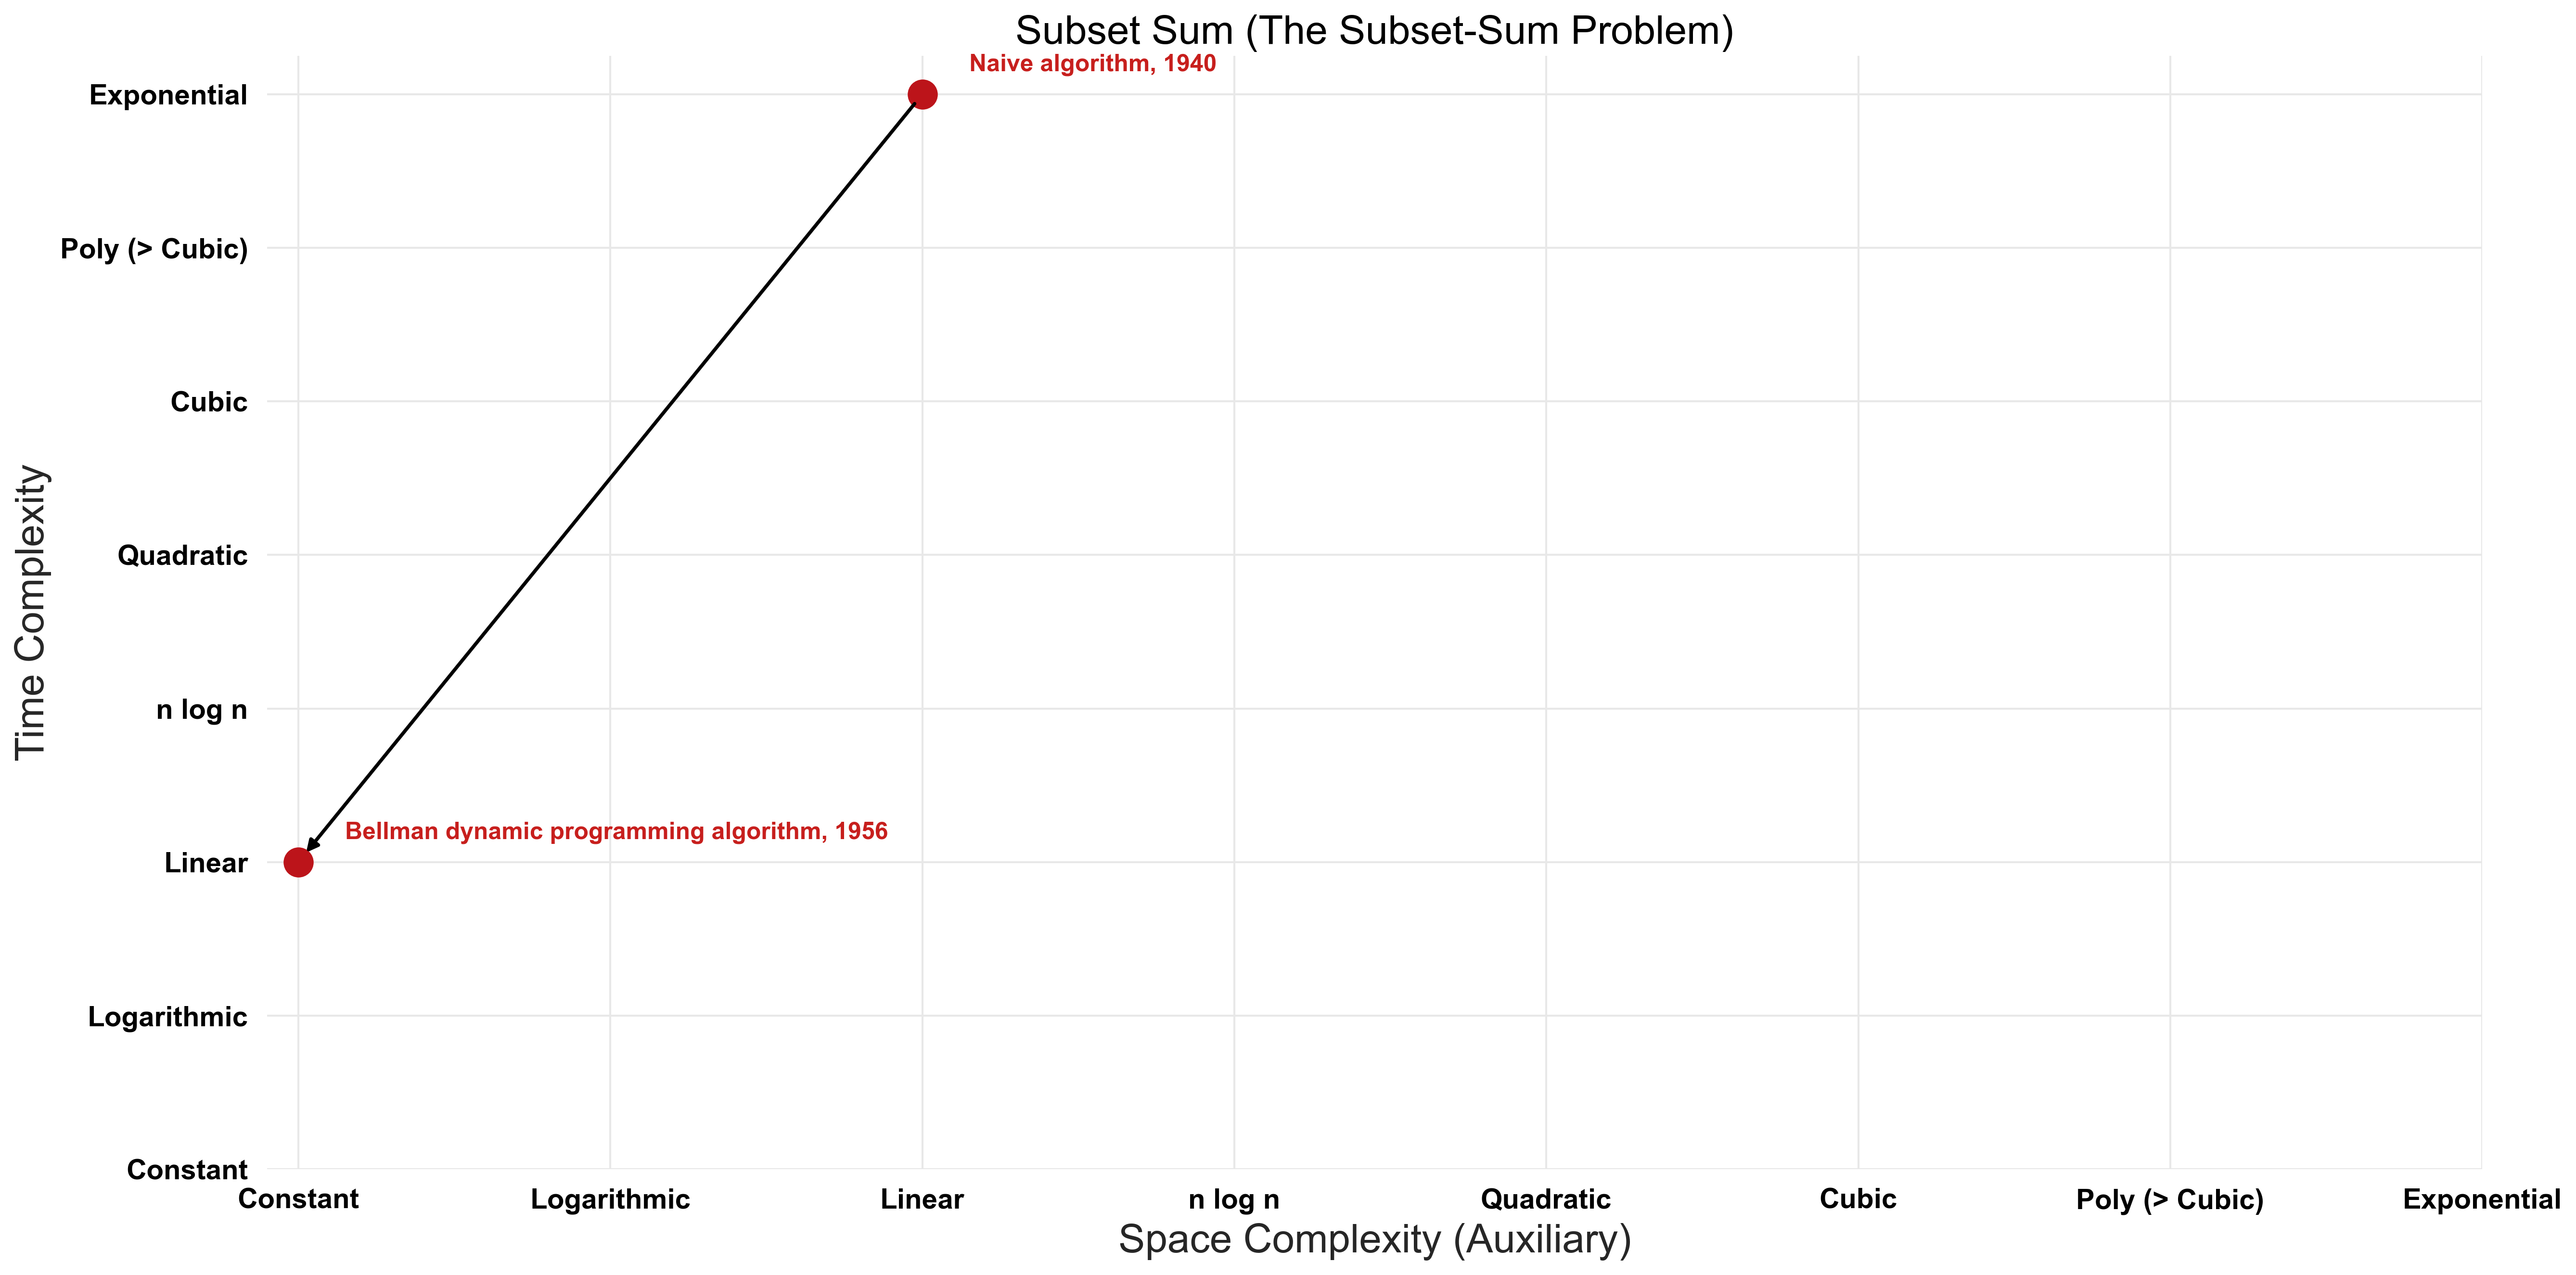 Subset Sum (The Subset-Sum Problem)
Naive algorithm, 1940
Exponential
Poly (> Cubic)
Cubic
Quadratic
n log n
Linear
Logarithmic
Constant
Time Complexity
Bellman dynamic programming algorithm, 1956
Constant Logarithmic Linear n log n Quadratic Cubic Poly (> Cubic) Exponential
Space Complexity (Auxiliary)